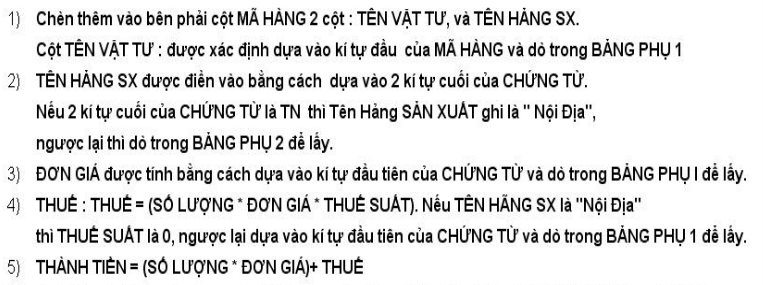 1) Chèn thêm vào bên phải cột MÃ HÀNG 2 cột : TÊN VẬT TƯ, và TÊN HÀNG SX.
Cột TÊN VẬT TƯ : được xác định dựa vào kí tự đầu của MÃ HÀNG và dò trong BẢNG PHỤ 1
2) TÊN HÃNG SX được điền vào bằng cách dựa vào 2 kí tự cuối của CHỨNG TỪ.
Nếu 2 kí tự cuối của CHỨNG TỪ là TN thì Tên Hàng SẢN XUẤT ghi là " Nội Địa",
ngược lại thì dò trong BẢNG PHỤ 2 để lấy.
3) ĐƠN GIÁ được tính bằng cách dựa vào kí tự đầu tiên của CHỨNG TỪ và dò trong BẢNG PHỤ I để lấy.
4) THUẾ : THUẾ = (SỐ LƯỢNG * ĐƠN GIÁ * THUẾ SUẤT). Nếu TÊN HÃNG SX là "Nội Địa"
thì THUẾ SUẤT là 0, ngược lại dựa vào kí tự đầu tiên của CHỨNG TỪ và dò trong BẢNG PHỤ 1 để lấy.
5) THÀNH TIỀN = (SỐ LƯỢNG * ĐƠN GIÁ)+ THUẾ